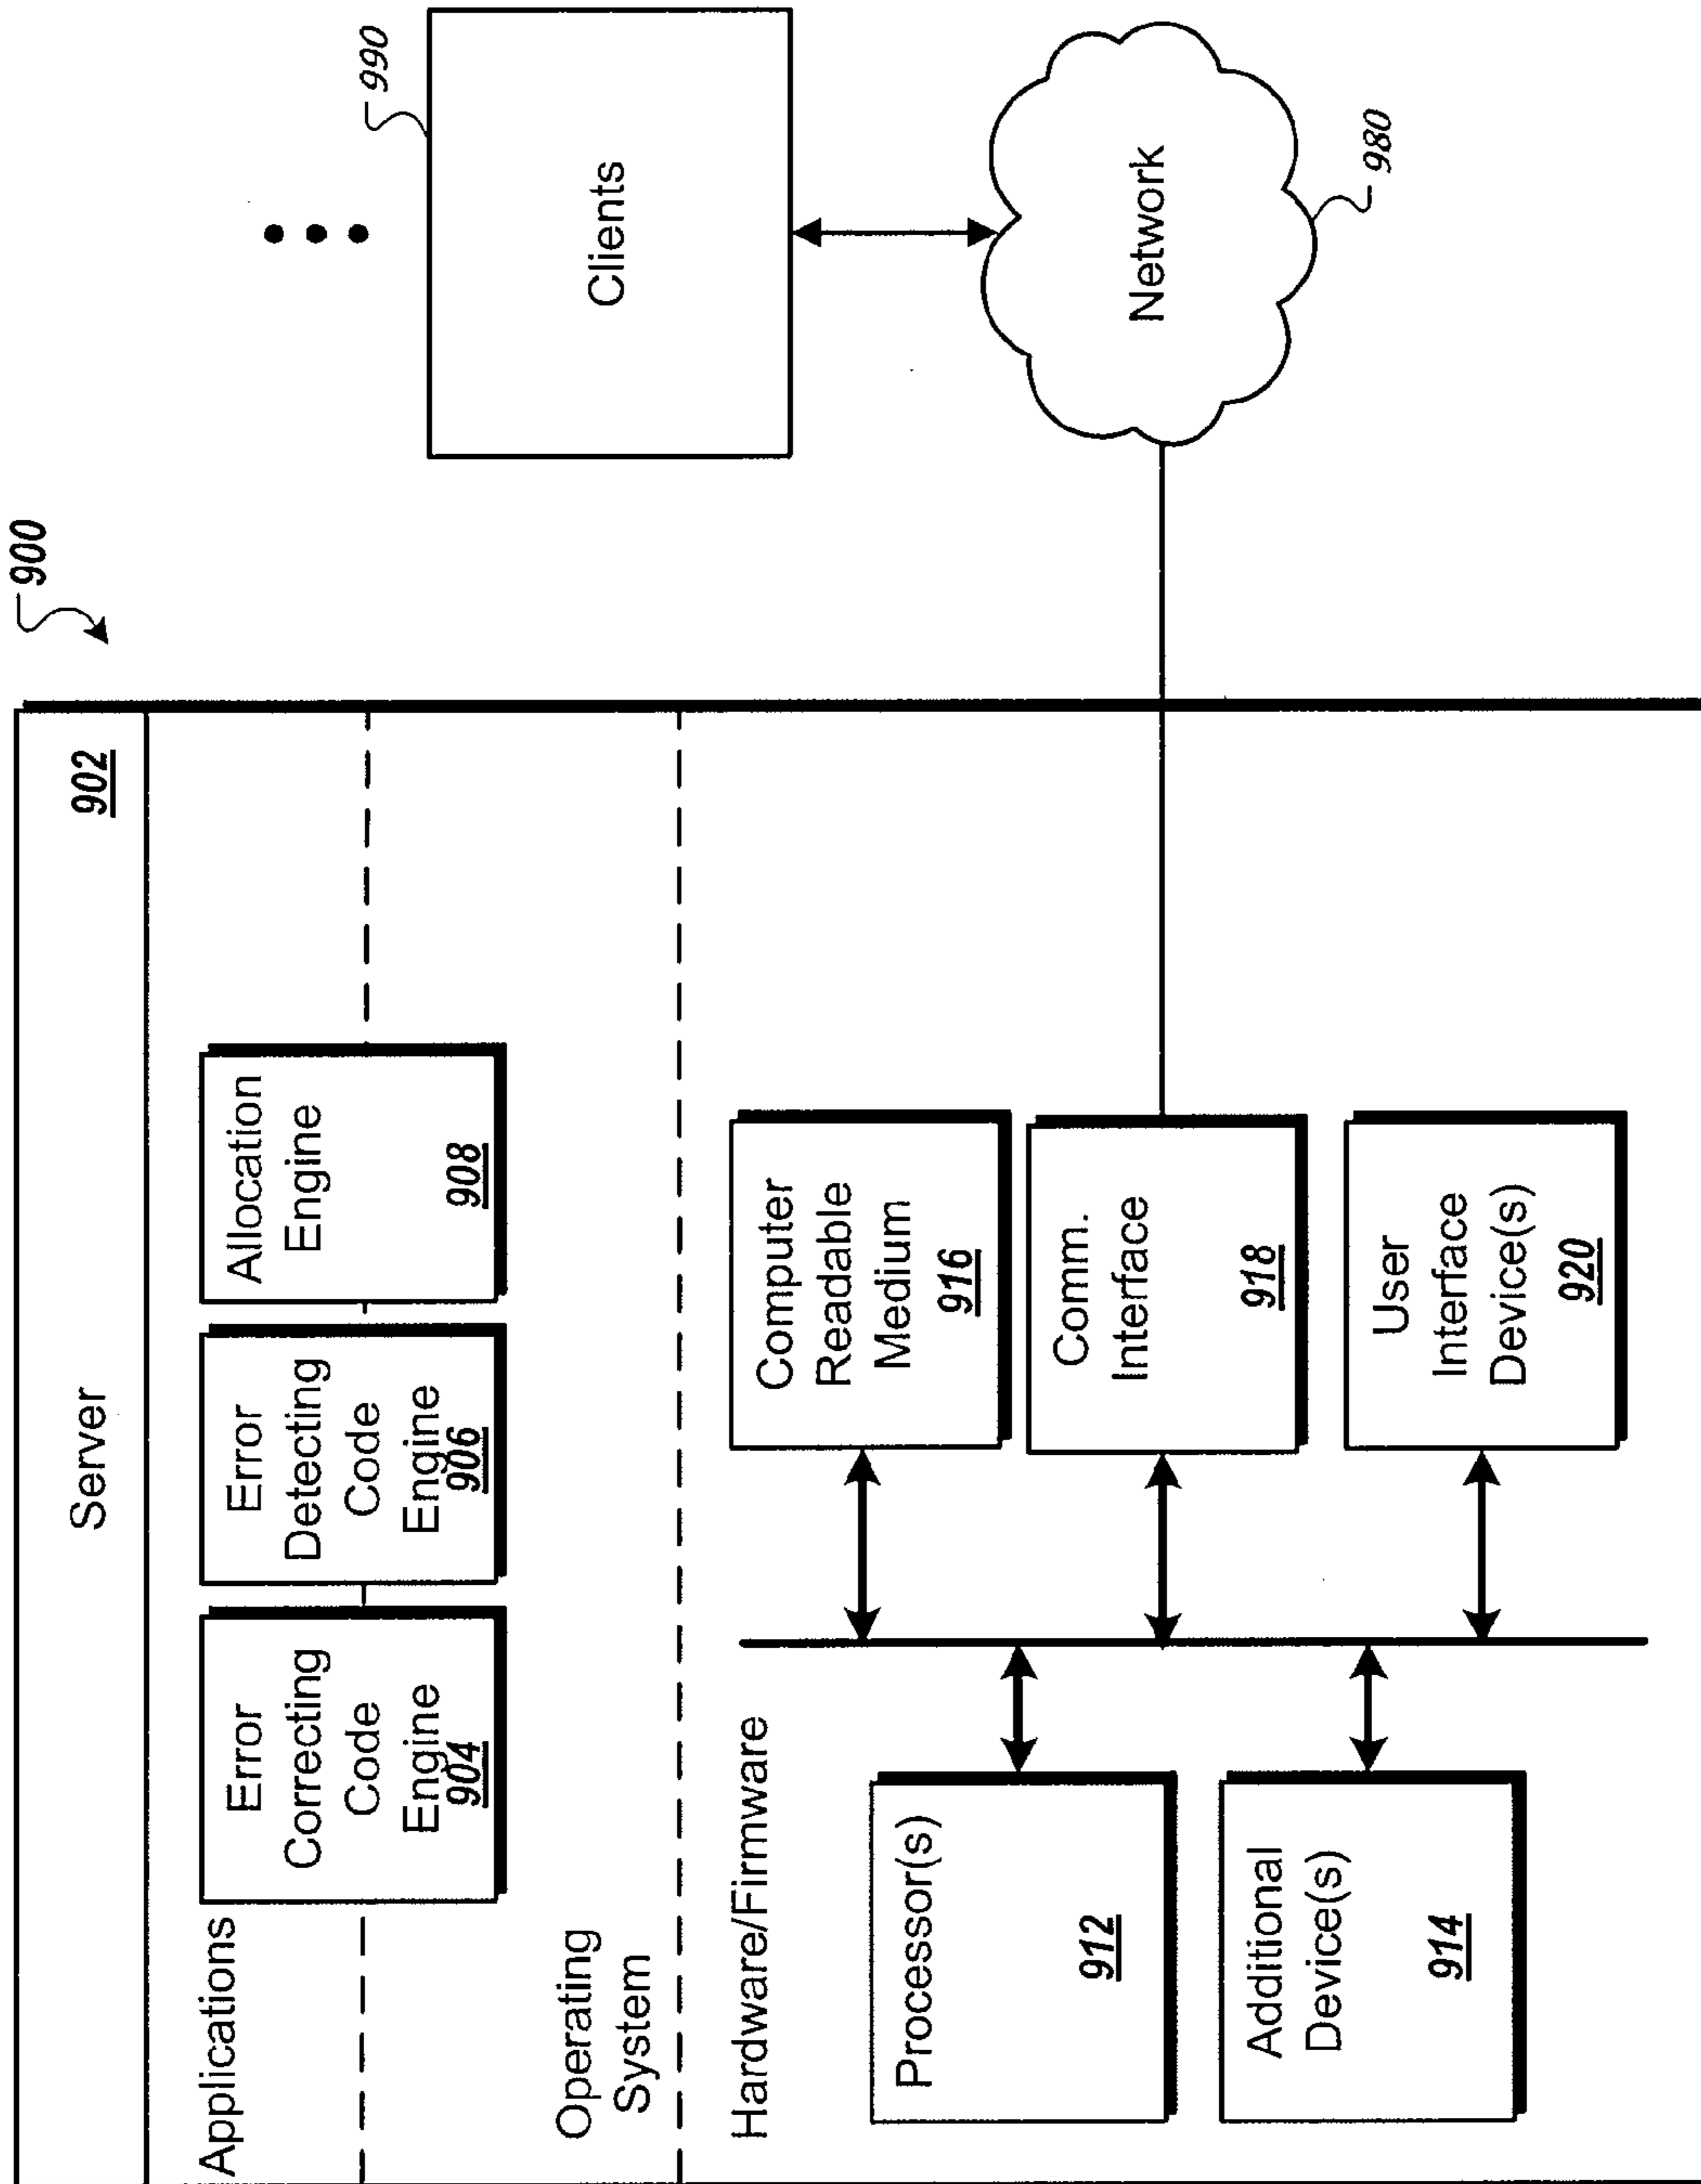 900
Server
902
Applications
Error
Correcting
Code
Engine
904
Error
Detecting
Code
Engine
906
Allocation
Engine
908
Operating
System
Hardware/Firmware
Processor(s)
912
Additional
Device(s)
914
Computer
Readable
Medium
916
Comm.
Interface
918
User
Interface
Device(s)
920
Clients
990
Network
980